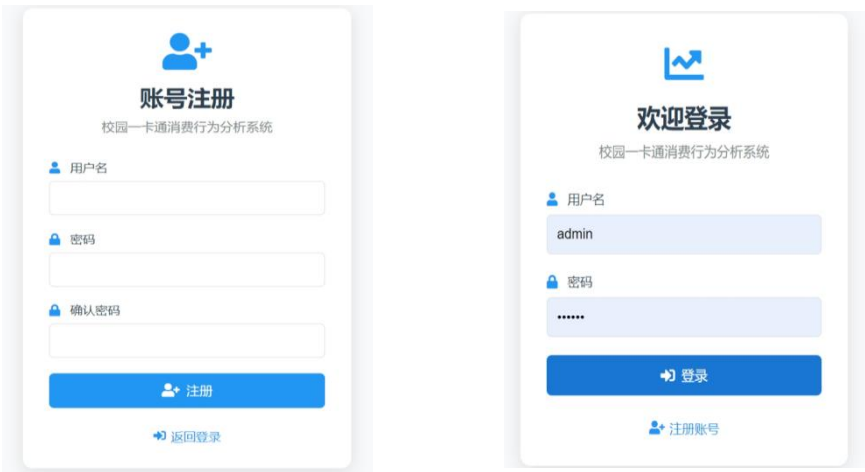 账号注册
校园一卡通消费行为分析系统
用户名
密码
确认密码
注册
返回登录
欢迎登录
校园一卡通消费行为分析系统
用户名
admin
密码
••••••
登录
注册账号